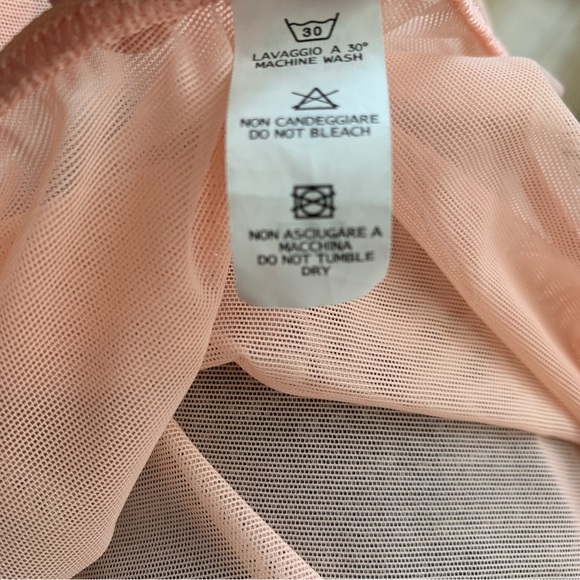 30
LAVAGGIO A 30°
MACHINE WASH
NON CANDEGGIARE
DO NOT BLEACH
NON ASCIUGARE A
MACCHINA
DO NOT TUMBLE
DRY